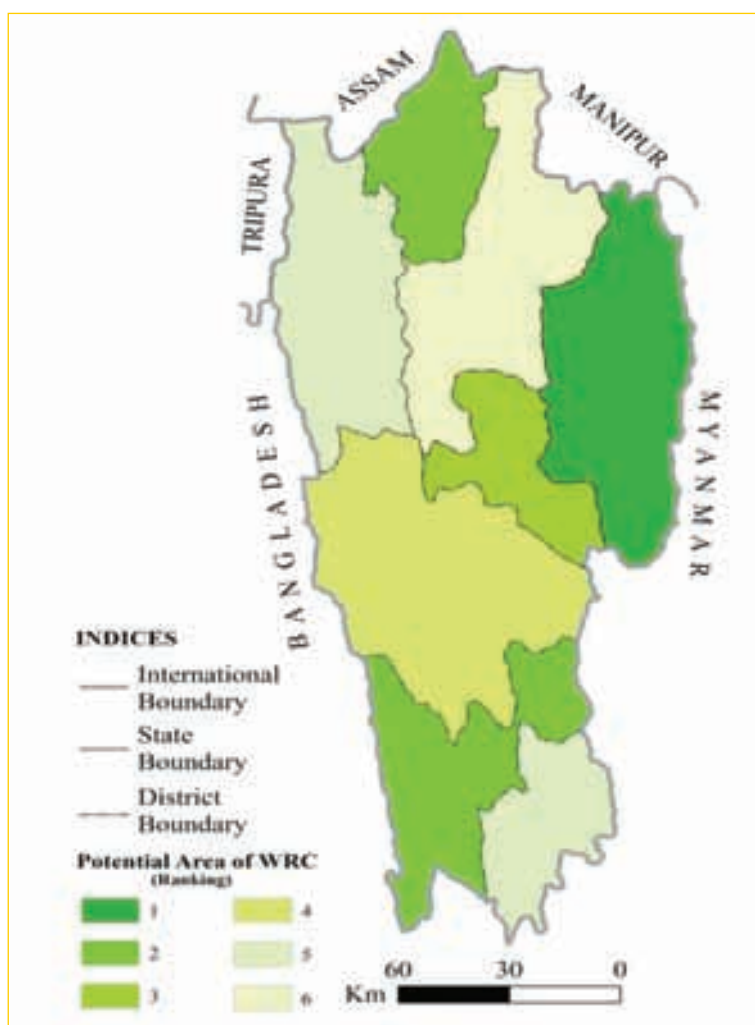 ASSAM
MANIPUR
TRIPURA
BANGLADESH
MYANMAR
INDICES
International
Boundary
State
Boundary
District
Boundary
Potential Area of WRC
(Ranking)
1
4
2
5
3
6
60 30 0
Km